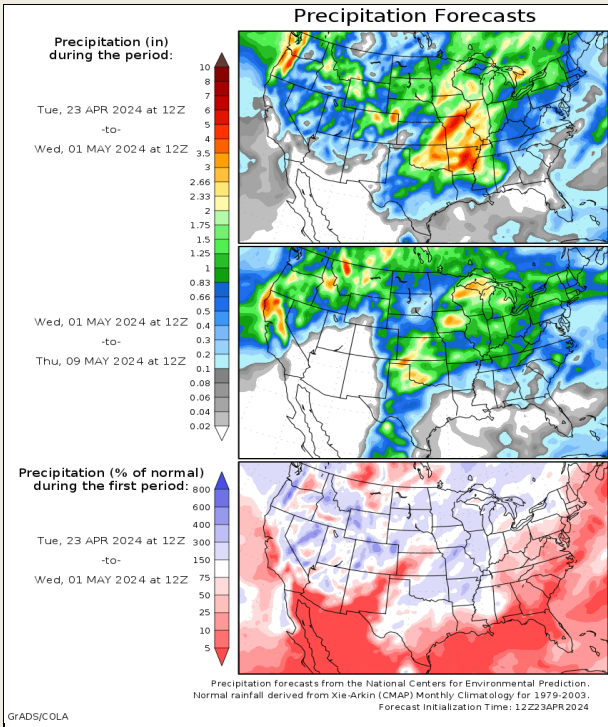 Precipitation Forecasts
Precipitation (in)
during the period:
Tue, 23 APR 2024 at 12Z
-to-
Wed, 01 MAY 2024 at 12Z
10
8
7
6
5
4
3.5
3
2.66
2.33
2
1.75
1.5
1.25
1
0.83
0.66
0.5
0.4
0.3
0.2
0.1
0.08
0.06
0.04
0.02
Wed, 01 MAY 2024 at 12Z
-to-
Thu, 09 MAY 2024 at 12Z
Precipitation (% of normal)
during the first period:
Tue, 23 APR 2024 at 12Z
-to-
Wed, 01 MAY 2024 at 12Z
800
600
400
300
150
75
50
25
10
5
Precipitation forecasts from the National Centers for Environmental Prediction.
Normal rainfall derived from Xie-Arkin (CMAP) Monthly Climatology for 1979-2003.
Forecast Initialization Time: 12Z23APR2024
GrADS/COLA